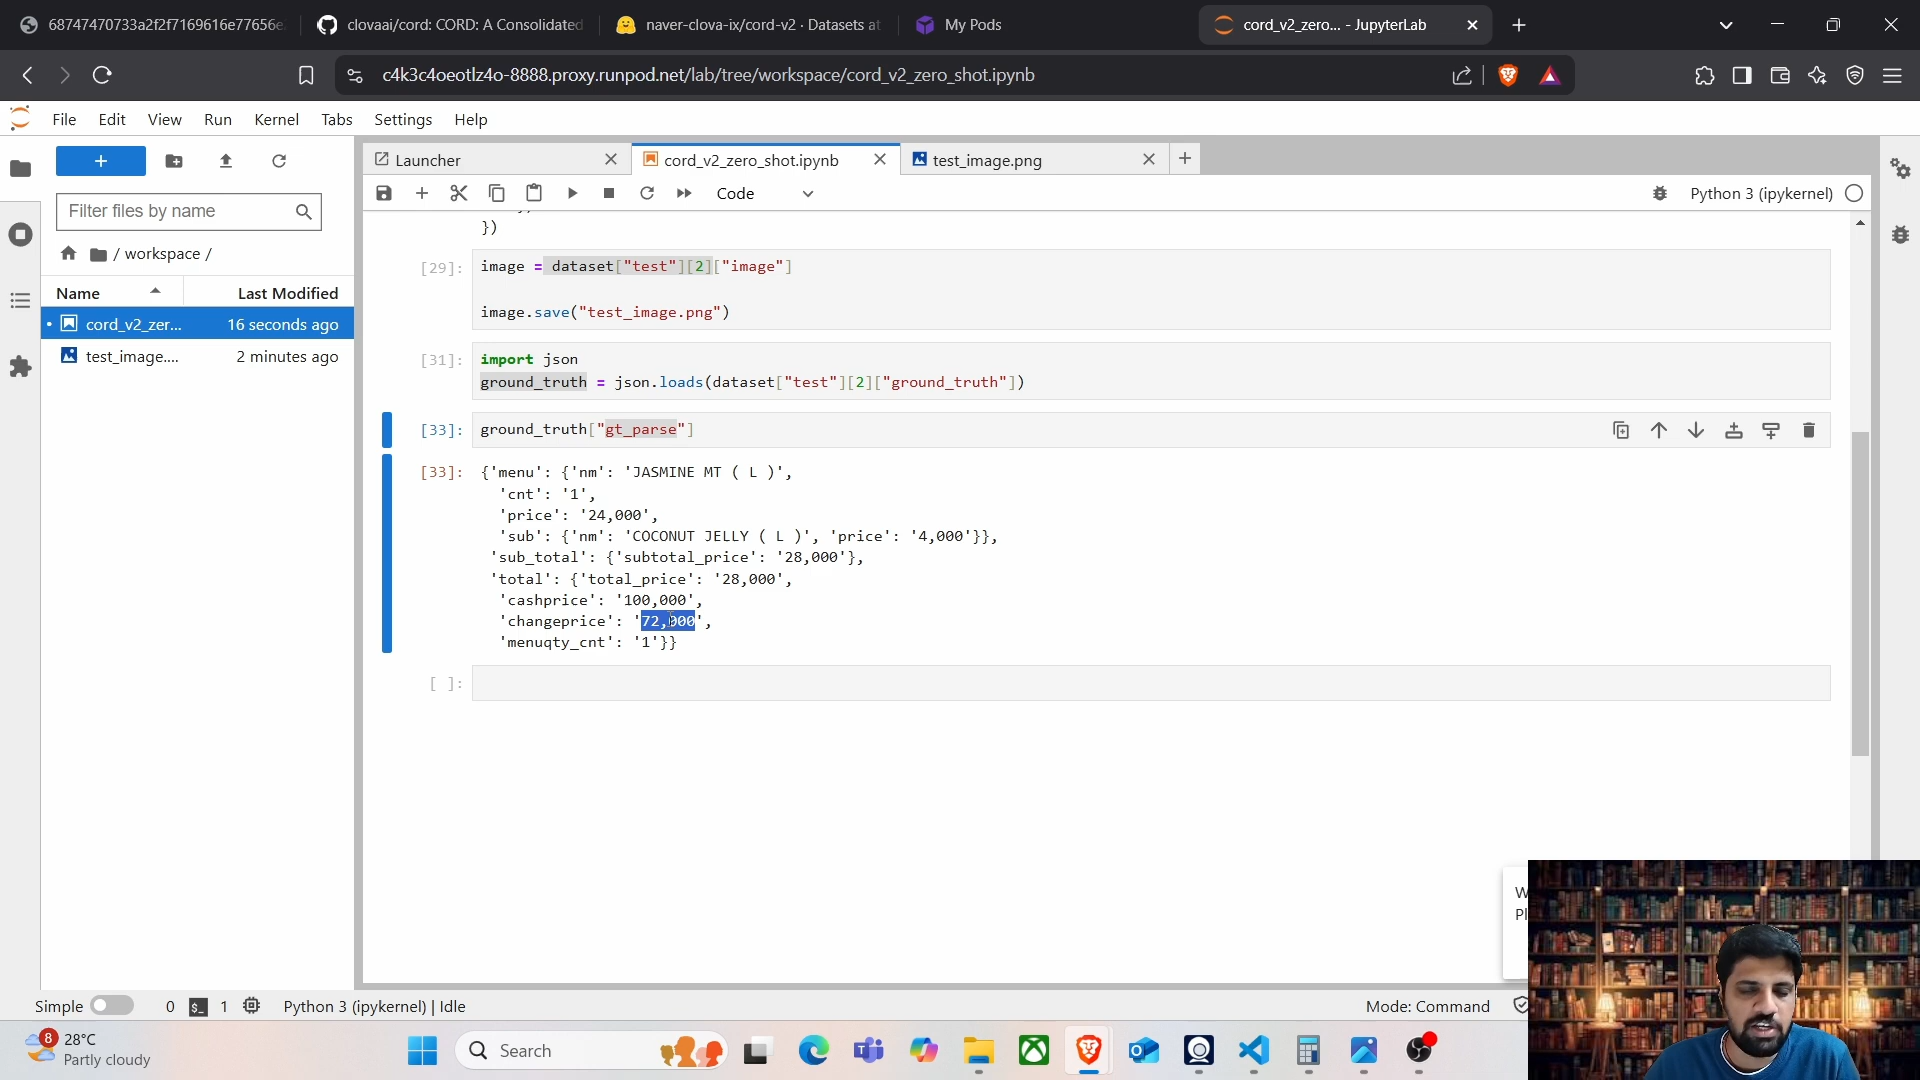 68747470733a2f2f7169616e77656e
clovaai/cord: CORD: A Consolidated
naver-clova-ix/cord-v2 · Datasets at
My Pods
cord_v2_zero... - JupyterLab
c4k3c4oeotlz4o-8888.proxy.runpod.net/lab/tree/workspace/cord_v2_zero_shot.ipynb
File Edit View Run Kernel Tabs Settings Help
Filter files by name
/ workspace /
Name Last Modified
cord_v2_zer... 16 seconds ago
test_image.... 2 minutes ago
Launcher
cord_v2_zero_shot.ipynb
test_image.png
Code
Python 3 (ipykernel)
})
[29]: image = dataset["test"][2]["image"]
image.save("test_image.png")
[31]: import json
ground_truth = json.loads(dataset["test"][2]["ground_truth"])
[33]: ground_truth["gt_parse"]
[33]: {'menu': {'nm': 'JASMINE MT ( L )',
'cnt': '1',
'price': '24,000',
'sub': {'nm': 'COCONUT JELLY ( L )', 'price': '4,000'}},
'sub_total': {'subtotal_price': '28,000'},
'total': {'total_price': '28,000',
'cashprice': '100,000',
'changeprice': '72,000',
'menuqty_cnt': '1'}}
[ ]:
Simple 0 $_ 1 Python 3 (ipykernel) | Idle
Mode: Command
8 28°C
Partly cloudy
Search